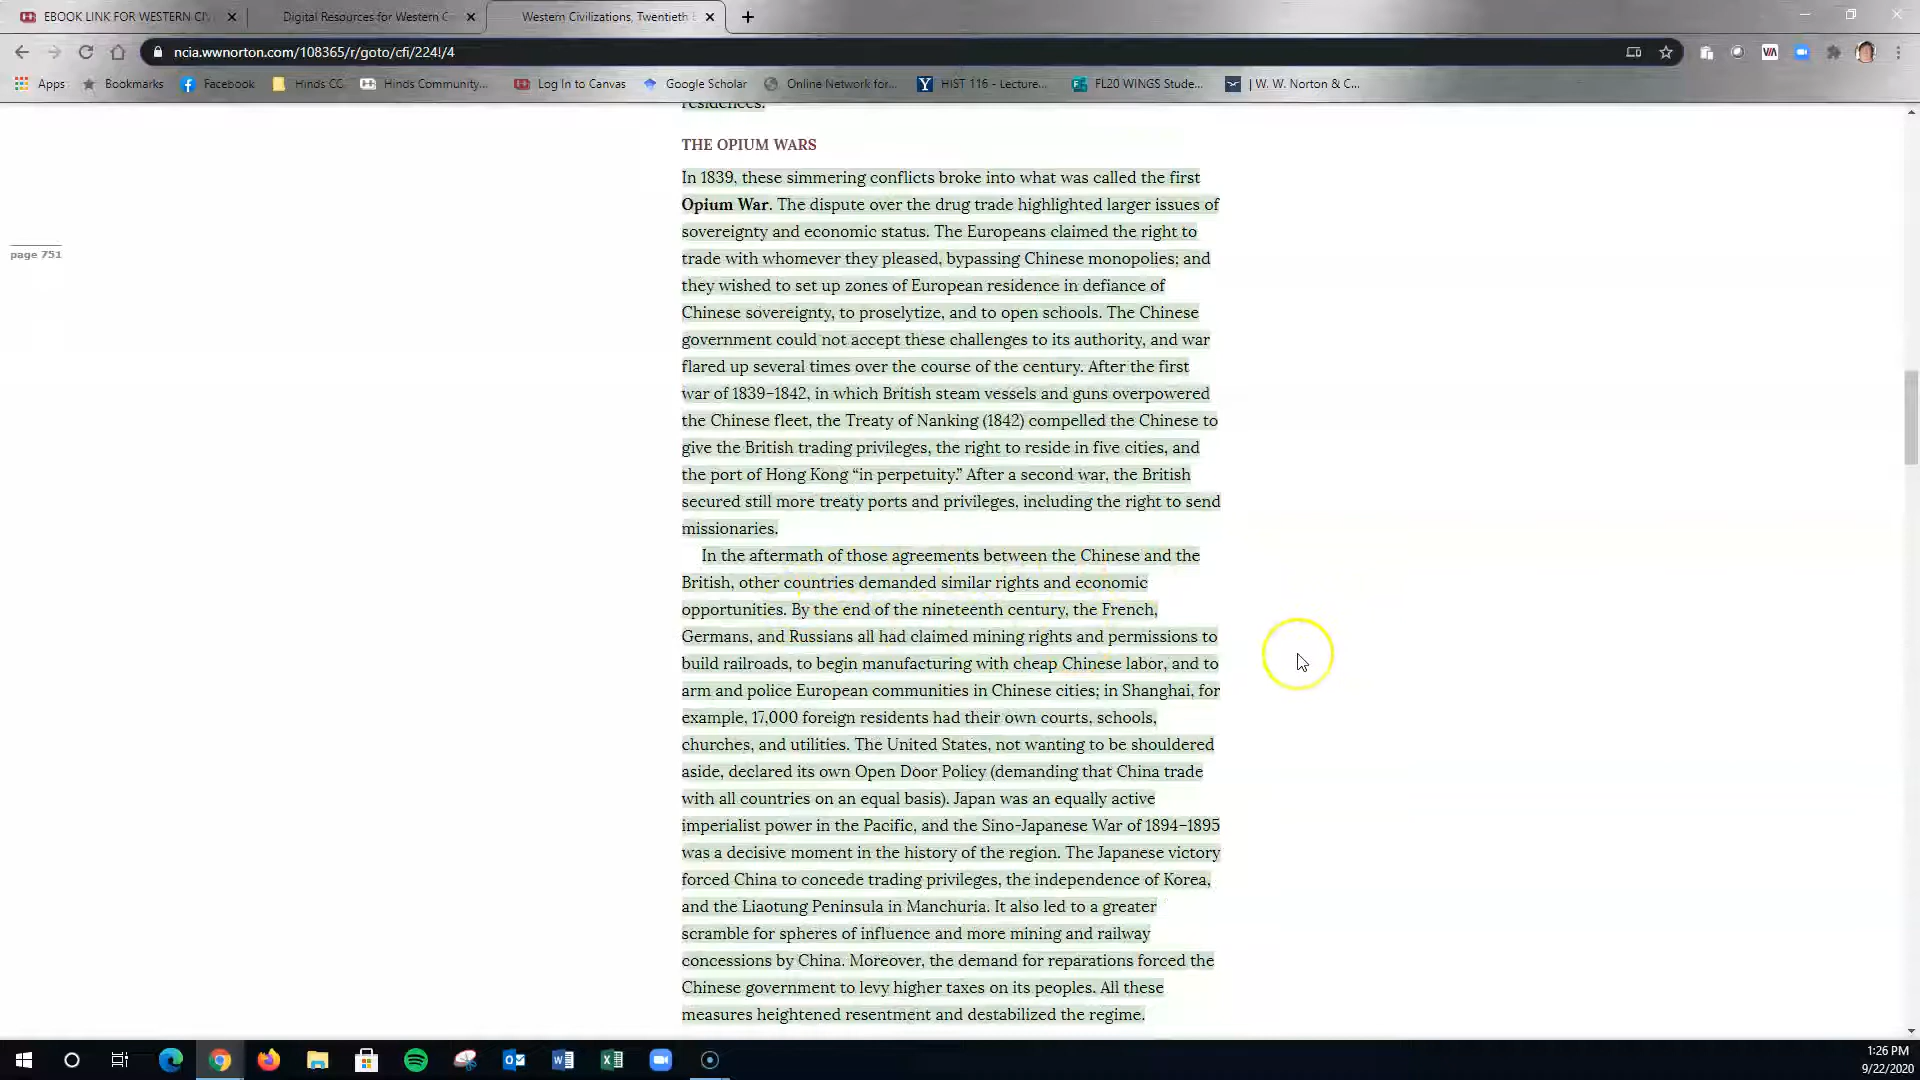 EBOOK LINK FOR WESTERN CI
Digital Resources for Western C
Western Civilizations, Twentieth
ncia.wwnorton.com/108365/r/goto/cfi/224!/4
Apps
Bookmarks
Facebook
Hinds CC
Hinds Community...
Log In to Canvas
Google Scholar
Online Network for...
HIST 116 - Lecture...
FL20 WINGS Stude...
| W. W. Norton & C...
residences.
THE OPIUM WARS
In 1839, these simmering conflicts broke into what was called the first
Opium War. The dispute over the drug trade highlighted larger issues of
sovereignty and economic status. The Europeans claimed the right to
page 751
trade with whomever they pleased, bypassing Chinese monopolies; and
they wished to set up zones of European residence in defiance of
Chinese sovereignty, to proselytize, and to open schools. The Chinese
government could not accept these challenges to its authority, and war
flared up several times over the course of the century. After the first
war of 1839–1842, in which British steam vessels and guns overpowered
the Chinese fleet, the Treaty of Nanking (1842) compelled the Chinese to
give the British trading privileges, the right to reside in five cities, and
the port of Hong Kong “in perpetuity.” After a second war, the British
secured still more treaty ports and privileges, including the right to send
missionaries.
In the aftermath of those agreements between the Chinese and the
British, other countries demanded similar rights and economic
opportunities. By the end of the nineteenth century, the French,
Germans, and Russians all had claimed mining rights and permissions to
build railroads, to begin manufacturing with cheap Chinese labor, and to
arm and police European communities in Chinese cities; in Shanghai, for
example, 17,000 foreign residents had their own courts, schools,
churches, and utilities. The United States, not wanting to be shouldered
aside, declared its own Open Door Policy (demanding that China trade
with all countries on an equal basis). Japan was an equally active
imperialist power in the Pacific, and the Sino-Japanese War of 1894–1895
was a decisive moment in the history of the region. The Japanese victory
forced China to concede trading privileges, the independence of Korea,
and the Liaotung Peninsula in Manchuria. It also led to a greater
scramble for spheres of influence and more mining and railway
concessions by China. Moreover, the demand for reparations forced the
Chinese government to levy higher taxes on its peoples. All these
measures heightened resentment and destabilized the regime.
1:26 PM
9/22/2020